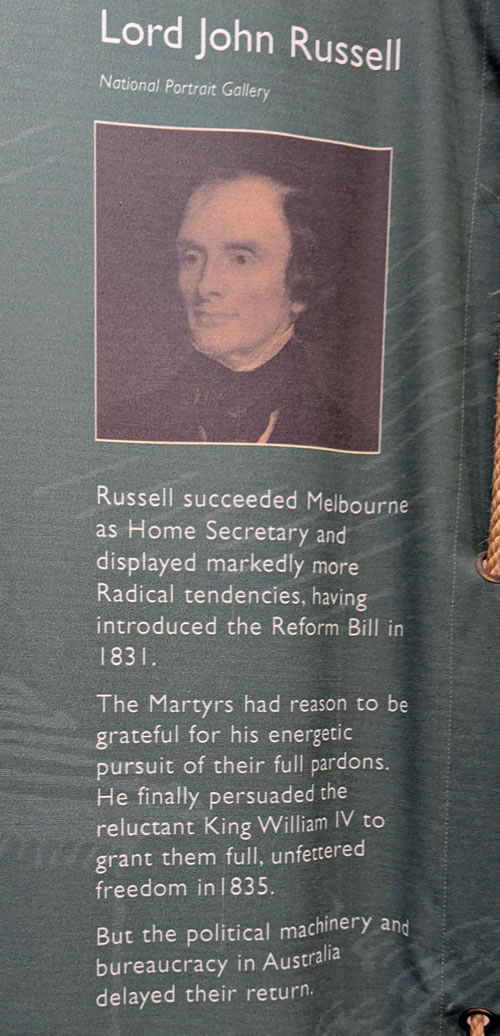 Lord John Russell
National Portrait Gallery
Russell succeeded Melbourne
as Home Secretary and
displayed markedly more
Radical tendencies, having
introduced the Reform Bill in
1831.
The Martyrs had reason to be
grateful for his energetic
pursuit of their full pardons.
He finally persuaded the
reluctant King William IV to
grant them full, unfettered
freedom in1835.
But the political machinery and
bureaucracy in Australia
delayed their return.